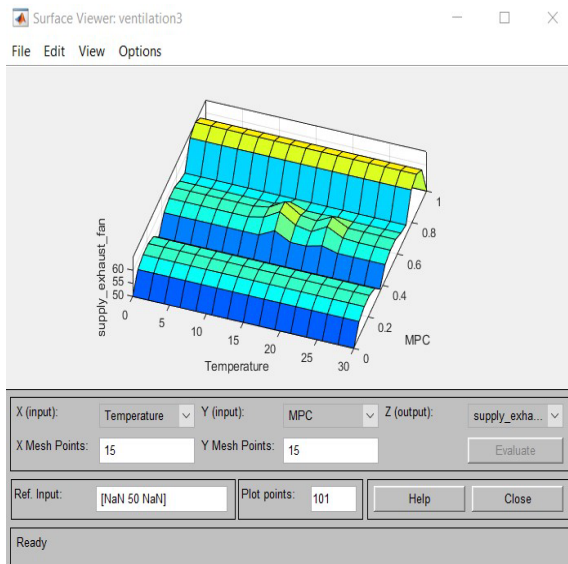 Surface Viewer: ventilation3
File Edit View Options
supply_exhaust_fan
60
55
50
0
5
10
15
20
25
30
Temperature
0
0.2
0.4
0.6
0.8
1
MPC
X (input): Temperature Y (input): MPC Z (output): supply_exha...
X Mesh Points: 15 Y Mesh Points: 15 Evaluate
Ref. Input: [NaN 50 NaN] Plot points: 101 Help Close
Ready